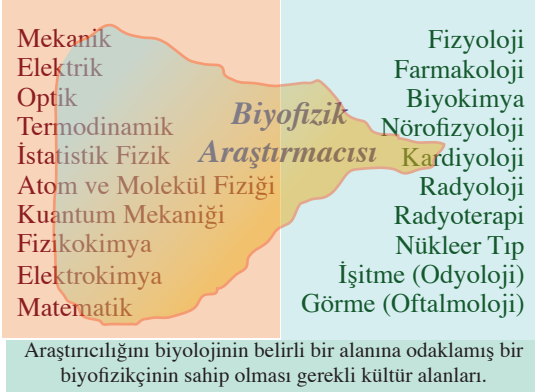 Mekanik
Elektrik
Optik
Termodinamik
İstatistik Fizik
Atom ve Molekül Fiziği
Kuantum Mekaniği
Fizikokimya
Elektrokimya
Matematik
Biyofizik
Araştırmacısı
Fizyoloji
Farmakoloji
Biyokimya
Nörofizyoloji
Kardiyoloji
Radyoloji
Radyoterapi
Nükleer Tıp
İşitme (Odyoloji)
Görme (Oftalmoloji)
Araştırıcılığını biyolojinin belirli bir alanına odaklamış bir
biyofizikçinin sahip olması gerekli kültür alanları.